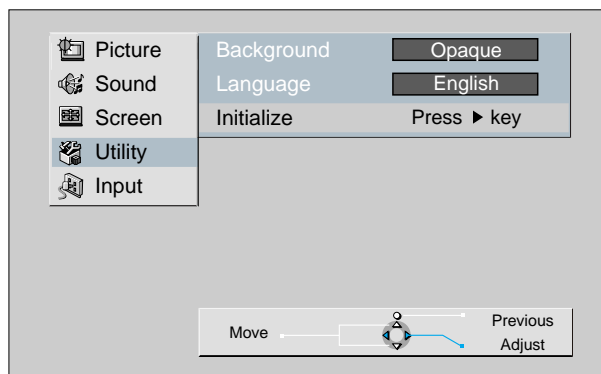 Picture
Sound
Screen
Utility
Input
Background Opaque
Language English
Initialize Press ▶ key
Move
Previous
Adjust